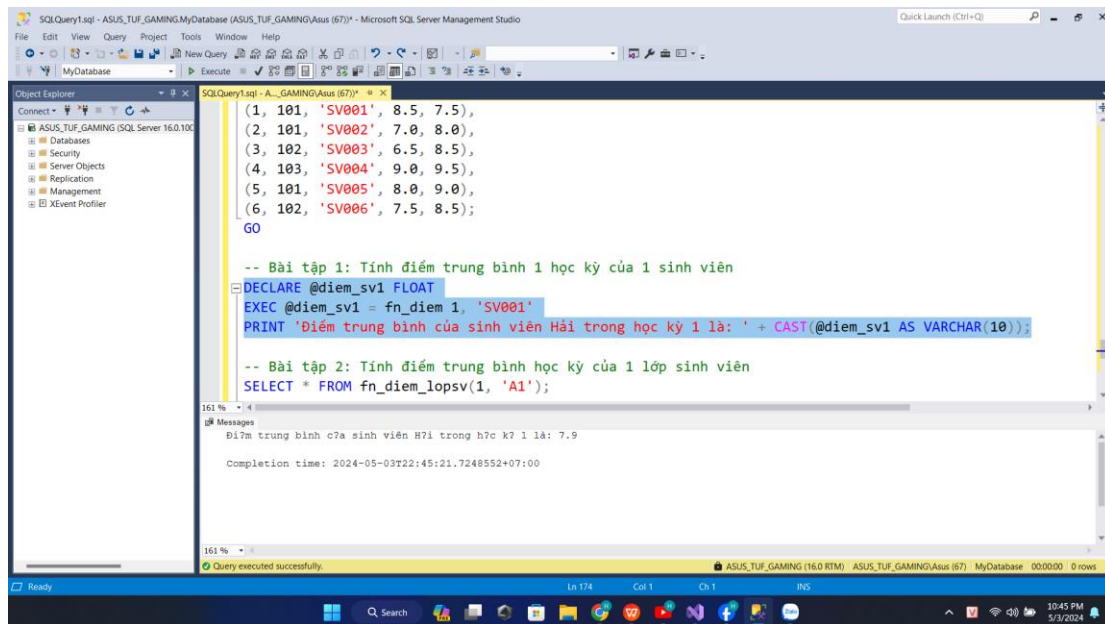 SQLQuery1.sql - ASUS_TUF_GAMING.MyDatabase (ASUS_TUF_GAMING\Asus (67))* - Microsoft SQL Server Management Studio
Quick Launch (Ctrl+Q)
File Edit View Query Project Tools Window Help
New Query
MyDatabase
Execute
Object Explorer
SQLQuery1.sql - A..._GAMING\Asus (67))*
Connect
ASUS_TUF_GAMING (SQL Server 16.0.100
Databases
Security
Server Objects
Replication
Management
XEvent Profiler
(1, 101, 'SV001', 8.5, 7.5),
(2, 101, 'SV002', 7.0, 8.0),
(3, 102, 'SV003', 6.5, 8.5),
(4, 103, 'SV004', 9.0, 9.5),
(5, 101, 'SV005', 8.0, 9.0),
(6, 102, 'SV006', 7.5, 8.5);
GO
-- Bài tập 1: Tính điểm trung bình 1 học kỳ của 1 sinh viên
DECLARE @diem_sv1 FLOAT
EXEC @diem_sv1 = fn_diem 1, 'SV001'
PRINT 'Điểm trung bình của sinh viên Hải trong học kỳ 1 là: ' + CAST(@diem_sv1 AS VARCHAR(10));
-- Bài tập 2: Tính điểm trung bình học kỳ của 1 lớp sinh viên
SELECT * FROM fn_diem_lopsv(1, 'A1');
161 %
Messages
Đi?m trung bình c?a sinh viên H?i trong h?c k? 1 là: 7.9
Completion time: 2024-05-03T22:45:21.7248552+07:00
161 %
Query executed successfully.
ASUS_TUF_GAMING (16.0 RTM) ASUS_TUF_GAMING\Asus (67) MyDatabase 00:00:00 0 rows
Ready
Ln 174 Col 1 Ch 1 INS
Search
Zalo
10:45 PM
5/3/2024